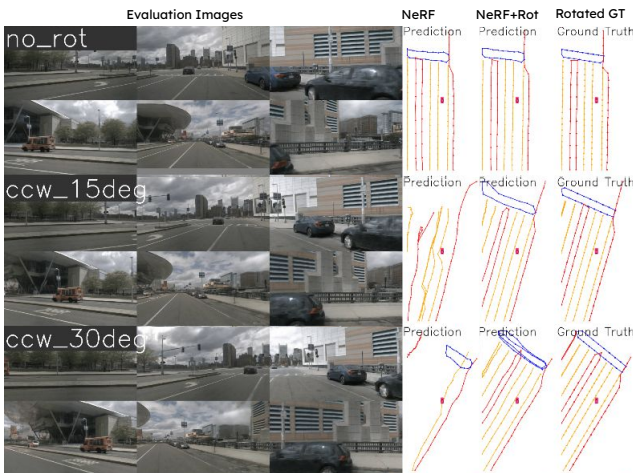 Evaluation Images NeRF NeRF+Rot Rotated GT
no_rot Prediction Prediction Ground Truth
ccw_15deg Prediction Prediction Ground Truth
ccw_30deg Prediction Prediction Ground Truth